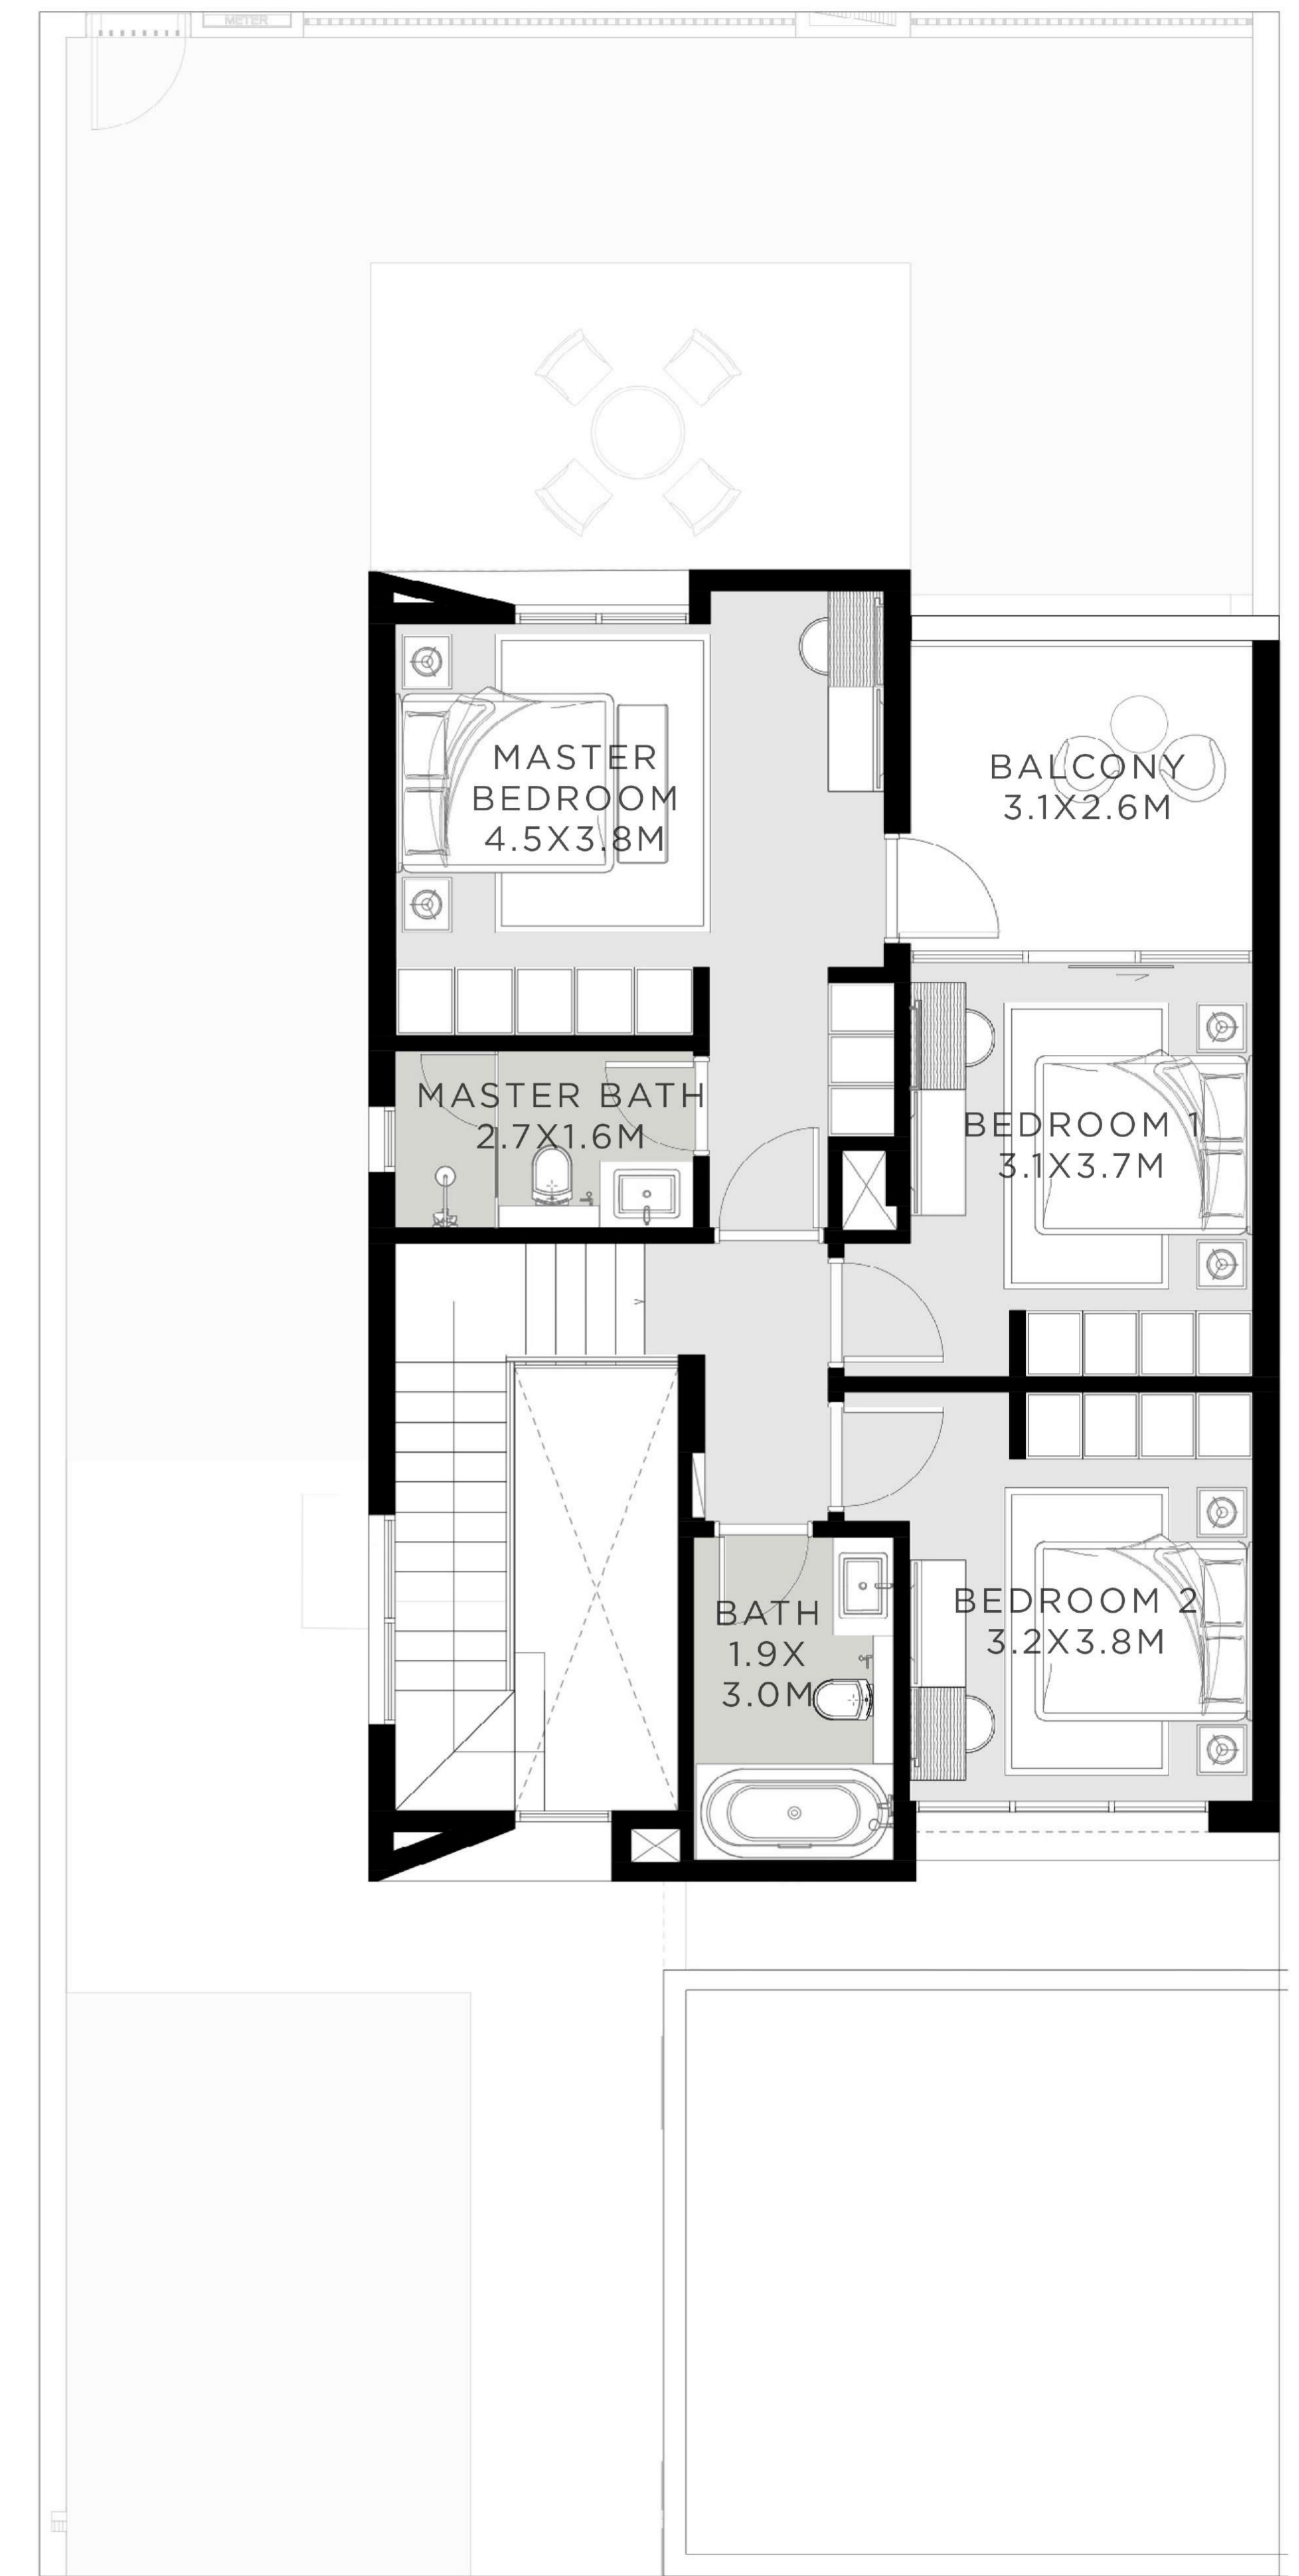 METER
MASTER
BEDROOM
4.5X3.8M
BALCONY
3.1X2.6M
MASTER BATH
2.7X1.6M
BEDROOM 1
3.1X3.7M
BATH
1.9X
3.0M
BEDROOM 2
3.2X3.8M